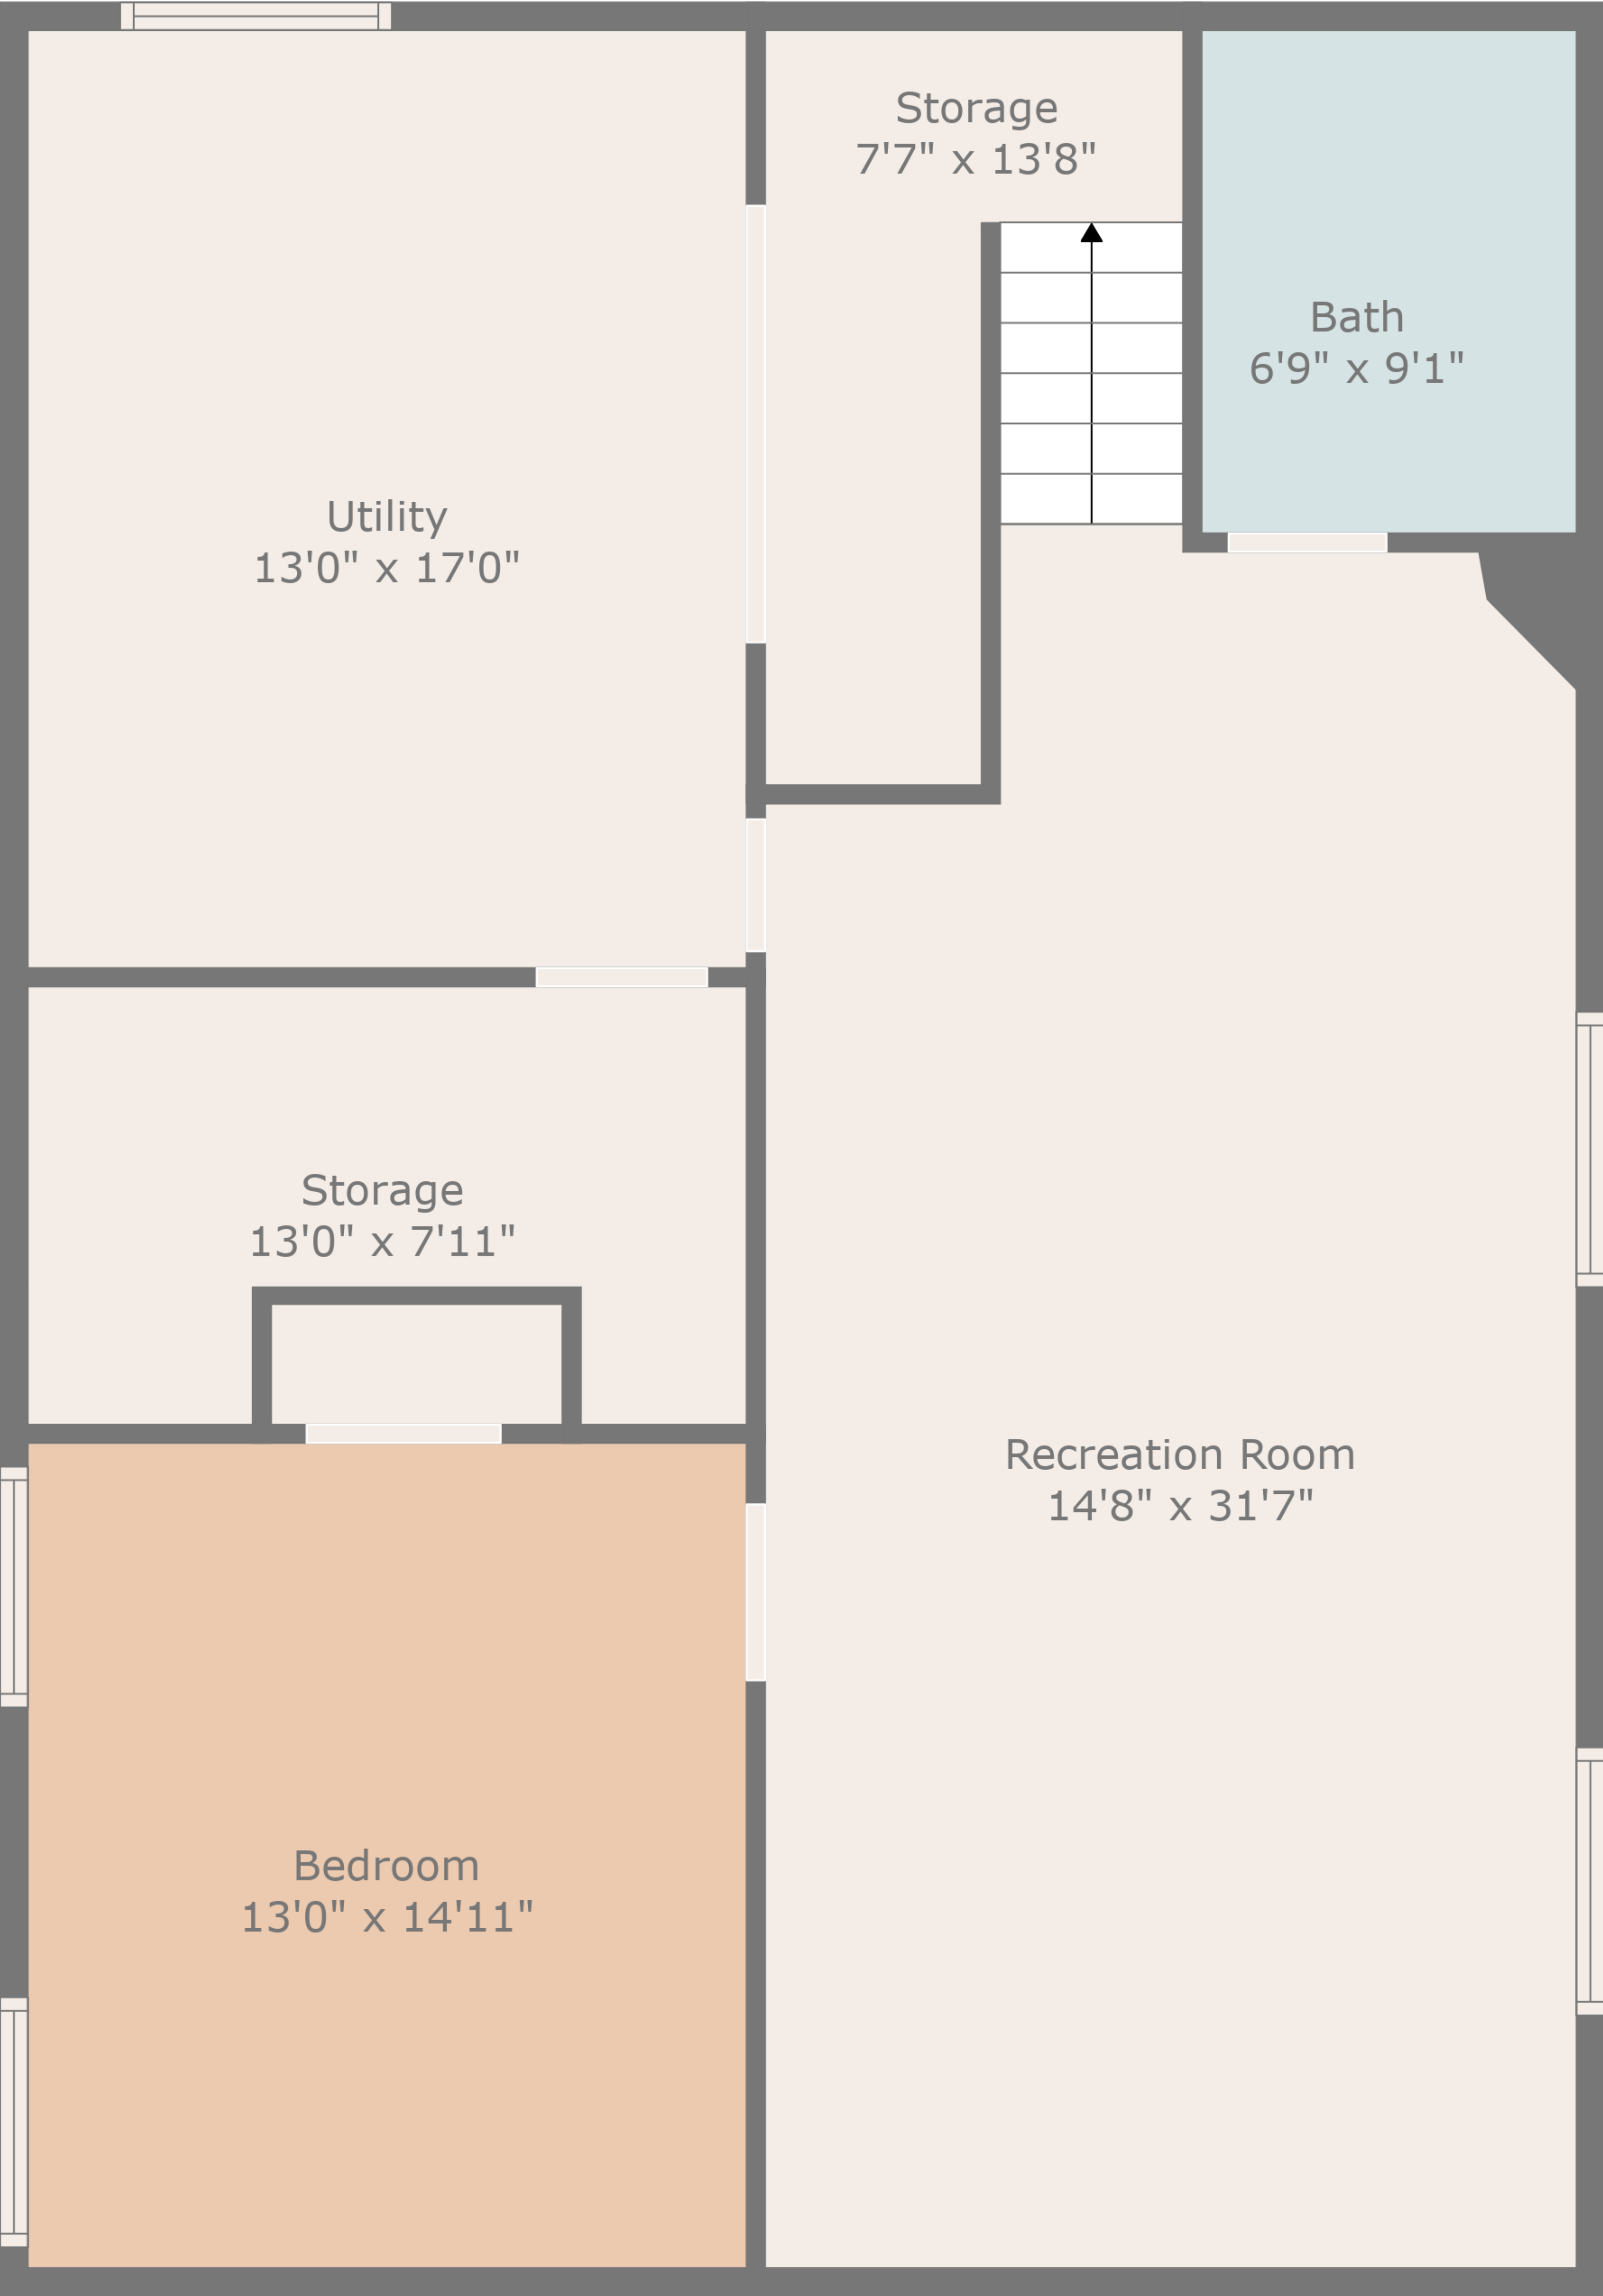 Storage
7'7" x 13'8"
Bath
6'9" x 9'1"
Utility
13'0" x 17'0"
Storage
13'0" x 7'11"
Recreation Room
14'8" x 31'7"
Bedroom
13'0" x 14'11"